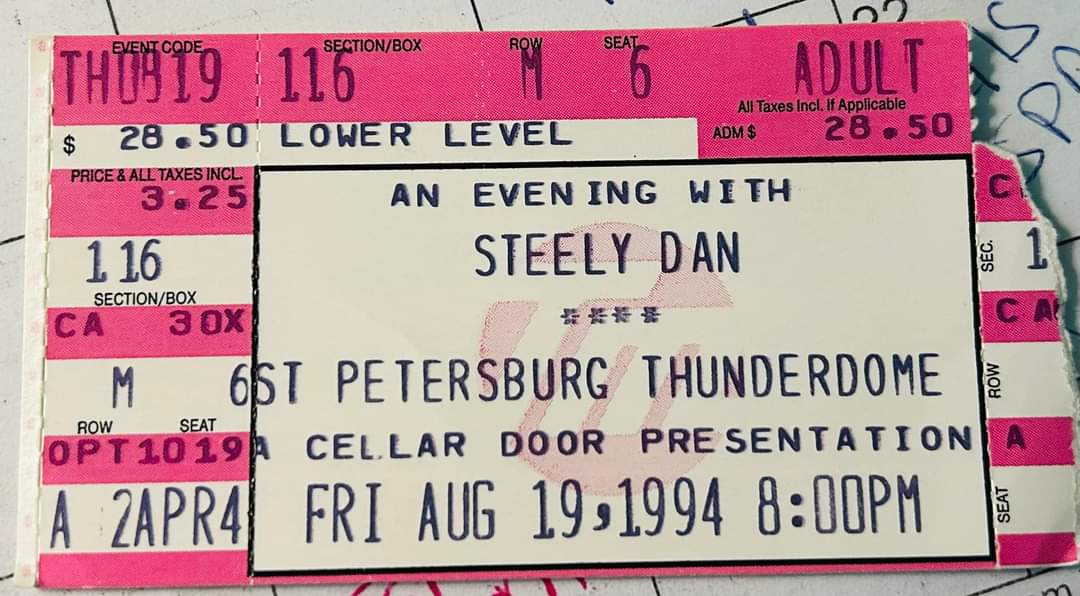 EVENT CODE SECTION/BOX ROW SEAT
TH0819 116 M 6 ADULT
All Taxes Incl. If Applicable
$ 28.50 LOWER LEVEL ADM $ 28.50
PRICE & ALL TAXES INCL.
3.25
AN EVENING WITH
116
STEELY DAN
SECTION/BOX
****
CA 30X
M 6
ST PETERSBURG THUNDERDOME
ROW SEAT
OPT1019
A CELLAR DOOR PRESENTATION
A 2APR4
FRI AUG 19,1994 8:00PM
C
SEC. 1
C A
ROW
A
SEAT
22